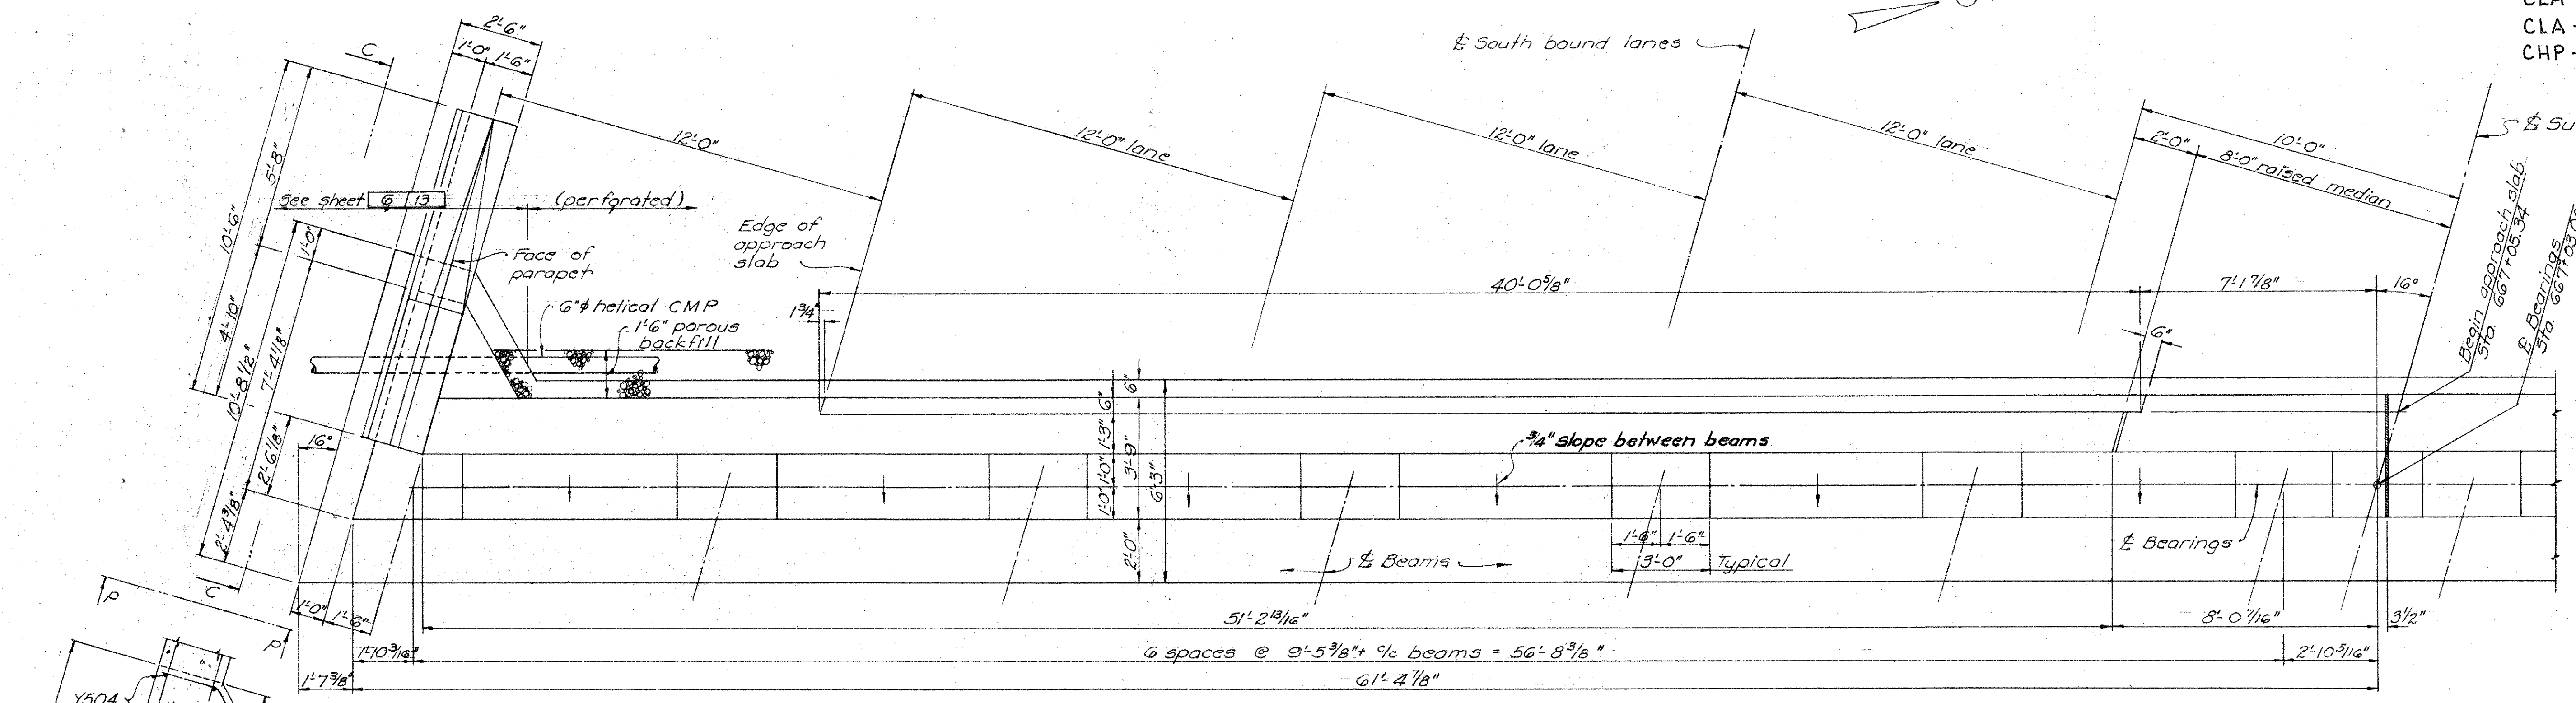 2'-6"
1'-0" 1'-6"
C
℄ South bound lanes
CLA
CLA -
CHP -
12'-0"
12'-0" lane
12'-0" lane
12'-0" lane
10'-0"
2'-0"
8'-0" raised median
℄ Su
5'-8"
10'-6"
See sheet 6 / 13 (perforated)
1'-0"
Face of
parapet
Edge of
approach
slab
Begin approach slab
Sta. 667+05.34
℄ Bearings
4'-10"
10'-8 1/2"
7'-4 1/8"
6"φ helical CMP
1'-6" porous
backfill
7 3/4"
40'-0 5/8"
7'-1 7/8"
16°
6"
16°
2'-6 1/8"
2'-4 3/8"
6"
6"
1'-3"
1'-0"
1'-0"
3'-9"
6'-3"
2'-0"
3/4" slope between beams
1'-6" 1'-6"
3'-0" Typical
℄ Beams
℄ Bearings
C
P
P
1'-0" 1'-6"
51'-2 13/16"
8'-0 7/16"
3 1/2"
1'-10 3/16"
6 spaces @ 9'-5 3/8"+ c/c beams = 56'-8 3/8"
2'-10 5/16"
1'-7 3/8"
61'-4 7/8"
Y504